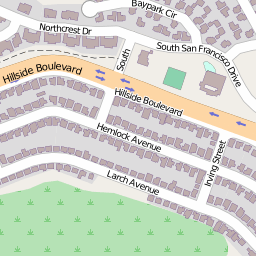 Baypark Cir
Northcrest Dr
South San Francisco Drive
South
Hillside Boulevard
Hillside Boulevard
Hemlock Avenue
Irving Street
Larch Avenue